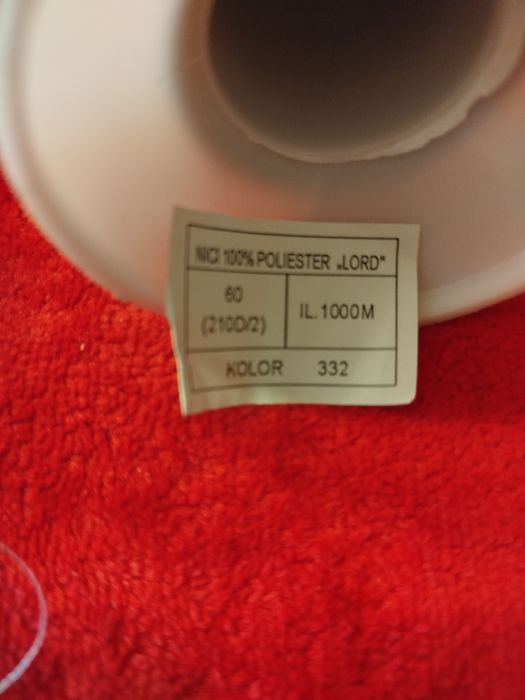 NICI 100% POLIESTER „LORD"
60
(210D/2)
IL. 1000M
KOLOR 332